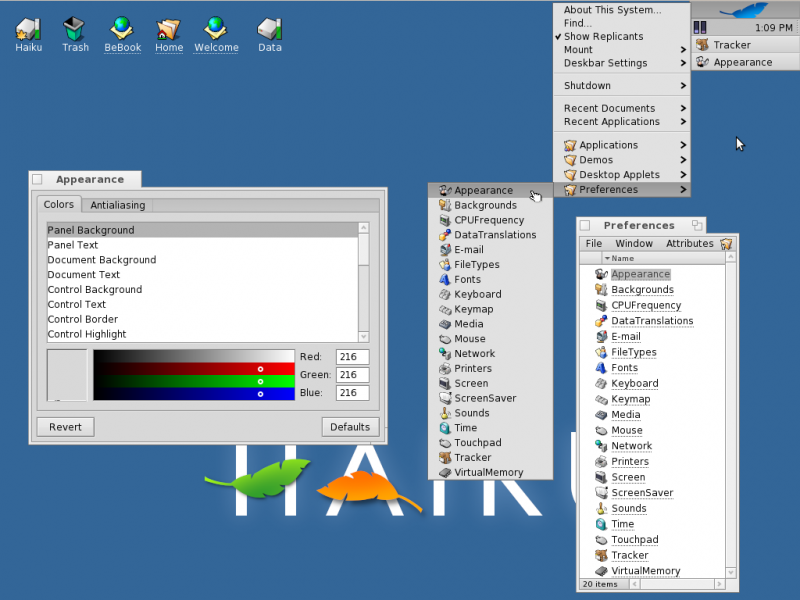 Haiku
Trash
BeBook
Home
Welcome
Data
About This System...
Find...
Show Replicants
Mount
Deskbar Settings
Shutdown
Recent Documents
Recent Applications
Applications
Demos
Desktop Applets
Preferences
1:09 PM
Tracker
Appearance
Appearance
Colors
Antialiasing
Panel Background
Panel Text
Document Background
Document Text
Control Background
Control Text
Control Border
Control Highlight
Red: 216
Green: 216
Blue: 216
Revert
Defaults
Appearance
Backgrounds
CPUFrequency
DataTranslations
E-mail
FileTypes
Fonts
Keyboard
Keymap
Media
Mouse
Network
Printers
Screen
ScreenSaver
Sounds
Time
Touchpad
Tracker
VirtualMemory
Preferences
File Window Attributes
Name
Appearance
Backgrounds
CPUFrequency
DataTranslations
E-mail
FileTypes
Fonts
Keyboard
Keymap
Media
Mouse
Network
Printers
Screen
ScreenSaver
Sounds
Time
Touchpad
Tracker
VirtualMemory
20 items
HAIKU